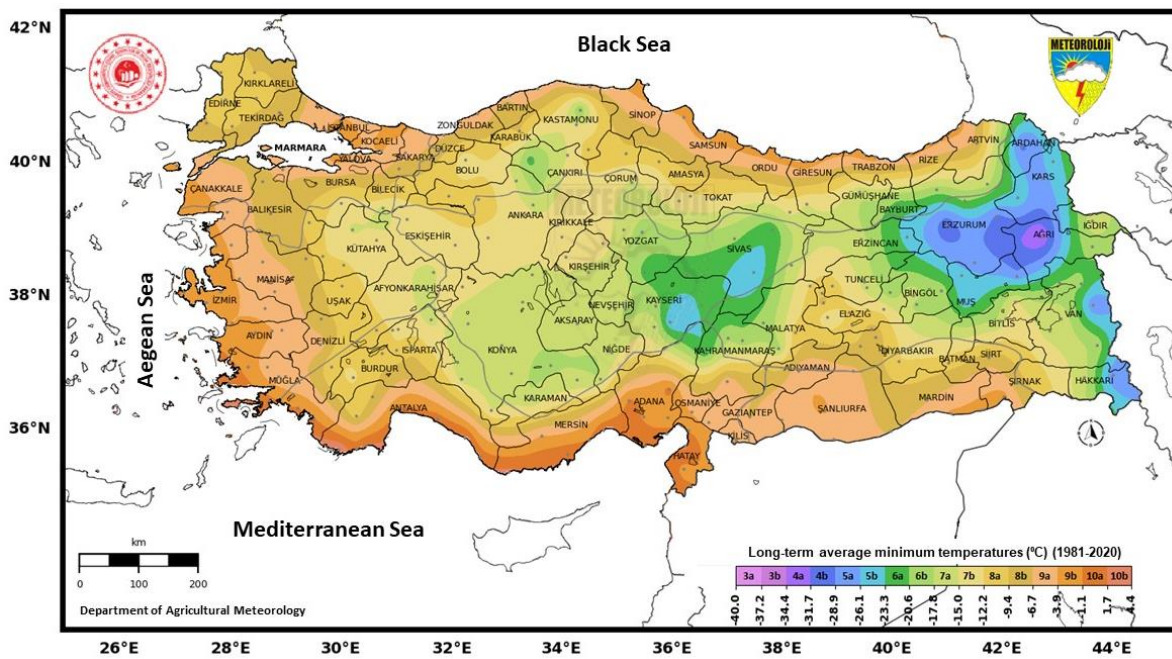 42°N
40°N
38°N
36°N
Black Sea
METEOROLOJİ
KIRKLARELİ
EDİRNE
TEKİRDAĞ
İSTANBUL
KOCAELİ
MARMARA
YALOVA
SAKARYA
DÜZCE
ZONGULDAK
BARTIN
KARABÜK
KASTAMONU
SİNOP
SAMSUN
ORDU
GİRESUN
TRABZON
RİZE
ARTVİN
ARDAHAN
KARS
ÇANAKKALE
BALIKESİR
BURSA
BİLECİK
BOLU
ÇANKIRI
ÇORUM
AMASYA
TOKAT
GÜMÜŞHANE
BAYBURT
ERZURUM
AĞRI
IĞDIR
METEOROLOJİ
KÜTAHYA
ESKİŞEHİR
ANKARA
KIRIKKALE
YOZGAT
SİVAS
ERZİNCAN
Aegean Sea
MANİSA
İZMİR
UŞAK
AFYONKARAHİSAR
KIRŞEHİR
NEVŞEHİR
KAYSERİ
TUNCELİ
BİNGÖL
MUŞ
BİTLİS
VAN
AYDIN
DENİZLİ
ISPARTA
BURDUR
KONYA
AKSARAY
NİĞDE
MALATYA
ELAZIĞ
DİYARBAKIR
BATMAN
SİİRT
ŞIRNAK
HAKKARİ
MUĞLA
ANTALYA
KARAMAN
MERSİN
ADANA
OSMANİYE
KAHRAMANMARAŞ
ADIYAMAN
GAZİANTEP
KİLİS
ŞANLIURFA
MARDİN
HATAY
Mediterranean Sea
km
0 100 200
Department of Agricultural Meteorology
Long-term average minimum temperatures (⁰C) (1981-2020)
3a 3b 4a 4b 5a 5b 6a 6b 7a 7b 8a 8b 9a 9b 10a 10b
-40.0 -37.2 -34.4 -31.7 -28.9 -26.1 -23.3 -20.6 -17.8 -15.0 -12.2 -9.4 -6.7 -3.9 -1.1 1.7 4.4
26°E 28°E 30°E 32°E 34°E 36°E 38°E 40°E 42°E 44°E